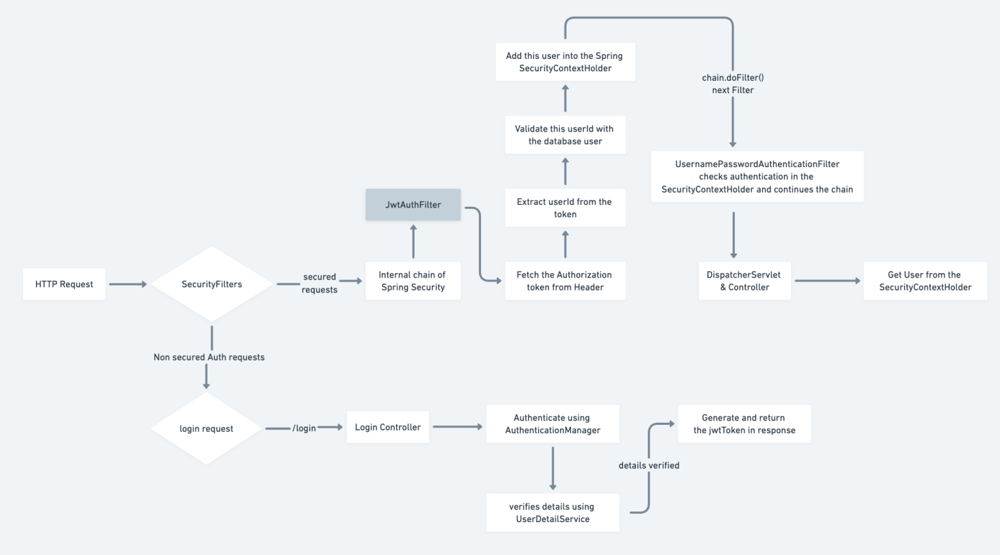 Add this user into the Spring
SecurityContextHolder
chain.doFilter()
next Filter
Validate this userId with
the database user
UsernamePasswordAuthenticationFilter
checks authentication in the
SecurityContextHolder and continues the chain
JwtAuthFilter
Extract userId from the
token
HTTP Request
SecurityFilters
secured
requests
Internal chain of
Spring Security
Fetch the Authorization
token from Header
DispatcherServlet
& Controller
Get User from the
SecurityContextHolder
Non secured Auth requests
login request
/login
Login Controller
Authenticate using
AuthenticationManager
Generate and return
the jwtToken in response
details verified
verifies details using
UserDetailService